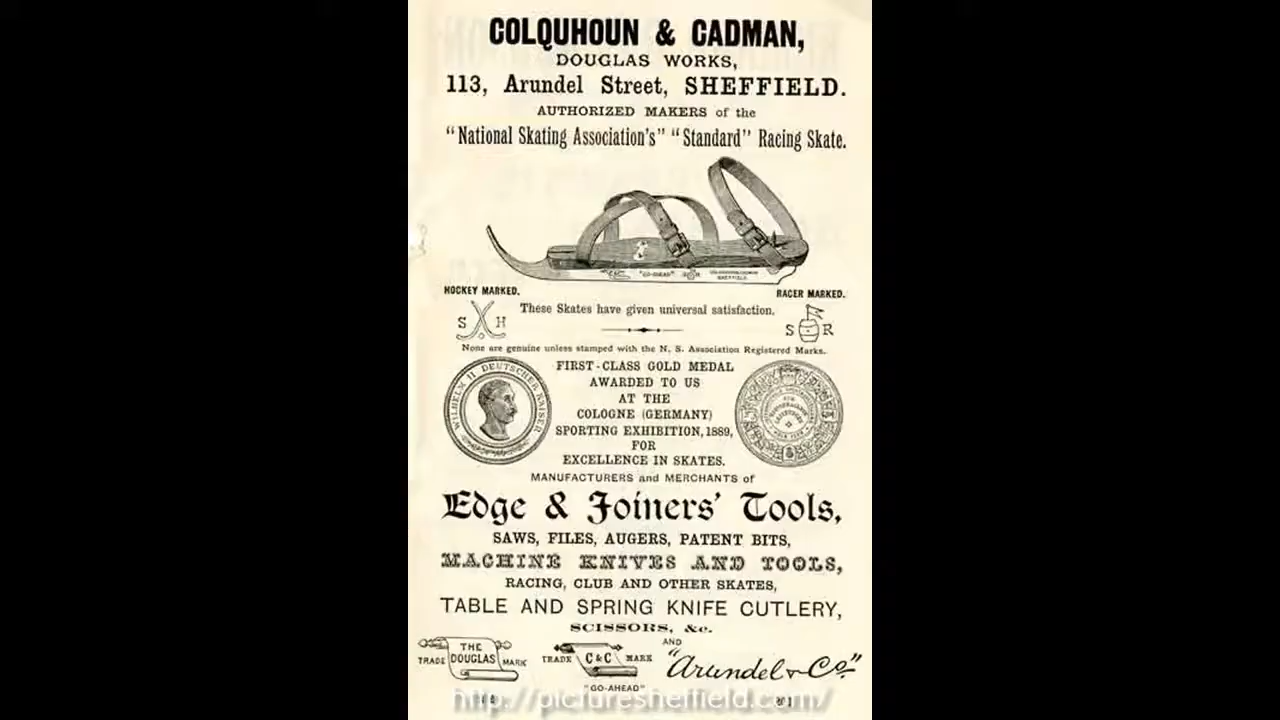 COLQUHOUN & CADMAN,
DOUGLAS WORKS,
113, Arundel Street, SHEFFIELD.
AUTHORIZED MAKERS of the
"National Skating Association's" "Standard" Racing Skate.
"GO-AHEAD"
SHEFFIELD
HOCKEY MARKED.
RACER MARKED.
These Skates have given universal satisfaction.
S H
S R
None are genuine unless stamped with the N. S. Association Registered Marks.
WILHELM II DEUTSCHER KAISER
FIRST-CLASS GOLD MEDAL
AWARDED TO US
AT THE
COLOGNE (GERMANY)
SPORTING EXHIBITION, 1889,
FOR
EXCELLENCE IN SKATES.
MANUFACTURERS and MERCHANTS of
Edge & Joiners' Tools,
SAWS, FILES, AUGERS, PATENT BITS,
MACHINE KNIVES AND TOOLS,
RACING, CLUB AND OTHER SKATES,
TABLE AND SPRING KNIFE CUTLERY,
SCISSORS, &c.
TRADE THE DOUGLAS MARK
TRADE C & C MARK
"GO-AHEAD"
AND
"Arundel & Co"
http://picturesheffield.com/